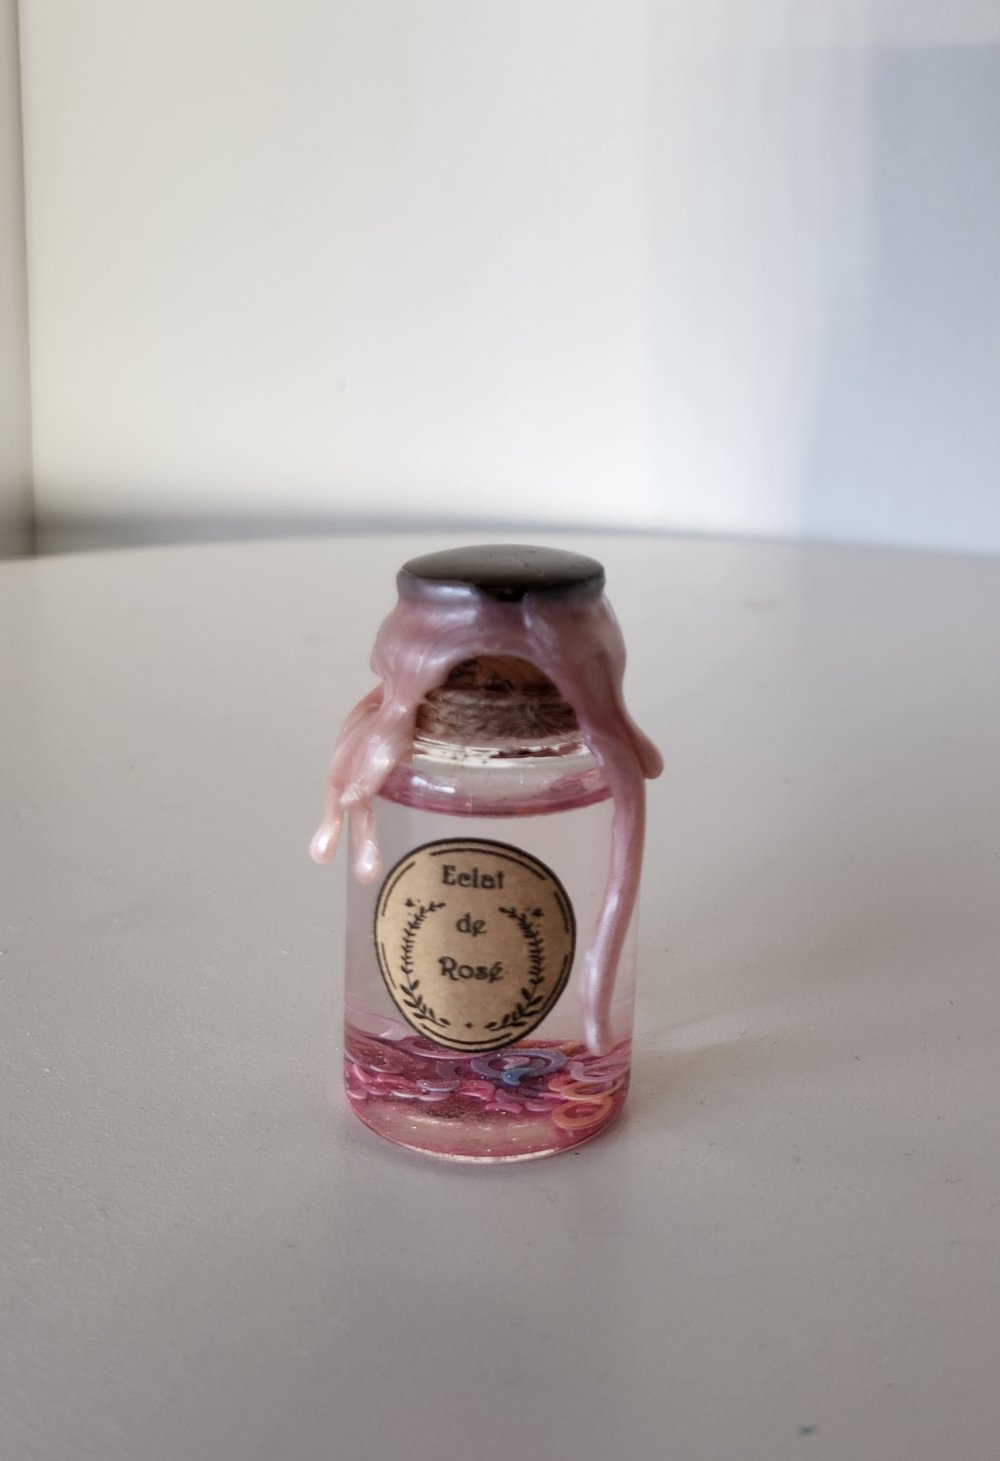 Eclat
de
Rosé